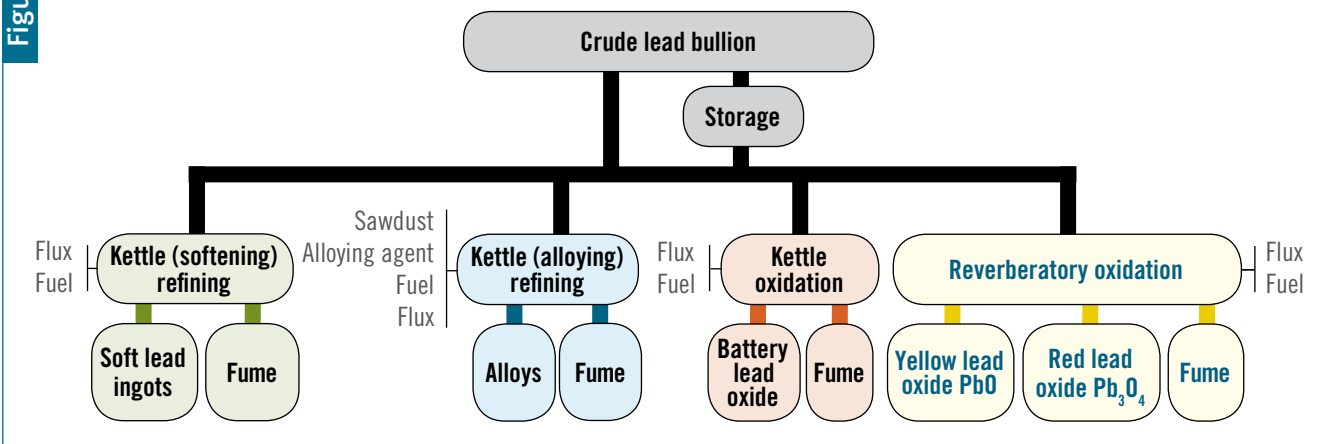 Figu
Crude lead bullion
Storage
Flux
Fuel
Kettle (softening)
refining
Sawdust
Alloying agent
Fuel
Flux
Kettle (alloying)
refining
Flux
Fuel
Kettle
oxidation
Reverberatory oxidation
Flux
Fuel
Soft lead
ingots
Fume
Alloys
Fume
Battery
lead
oxide
Fume
Yellow lead
oxide PbO
Red lead
oxide Pb₃O₄
Fume